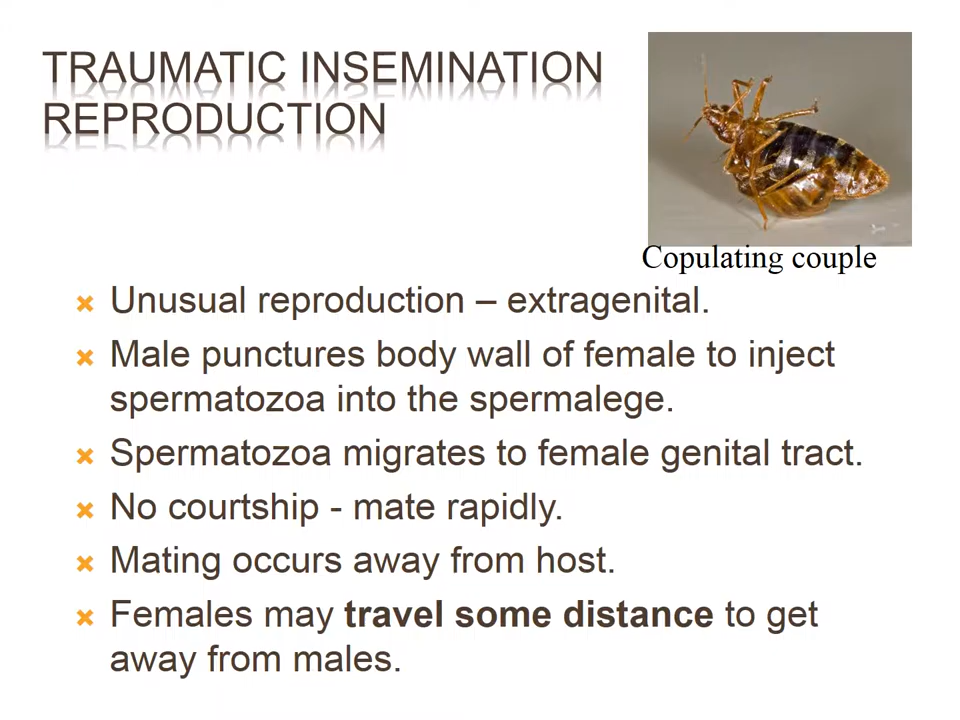 TRAUMATIC INSEMINATION
REPRODUCTION
Copulating couple
Unusual reproduction – extragenital.
Male punctures body wall of female to inject
spermatozoa into the spermalege.
Spermatozoa migrates to female genital tract.
No courtship - mate rapidly.
Mating occurs away from host.
Females may travel some distance to get
away from males.